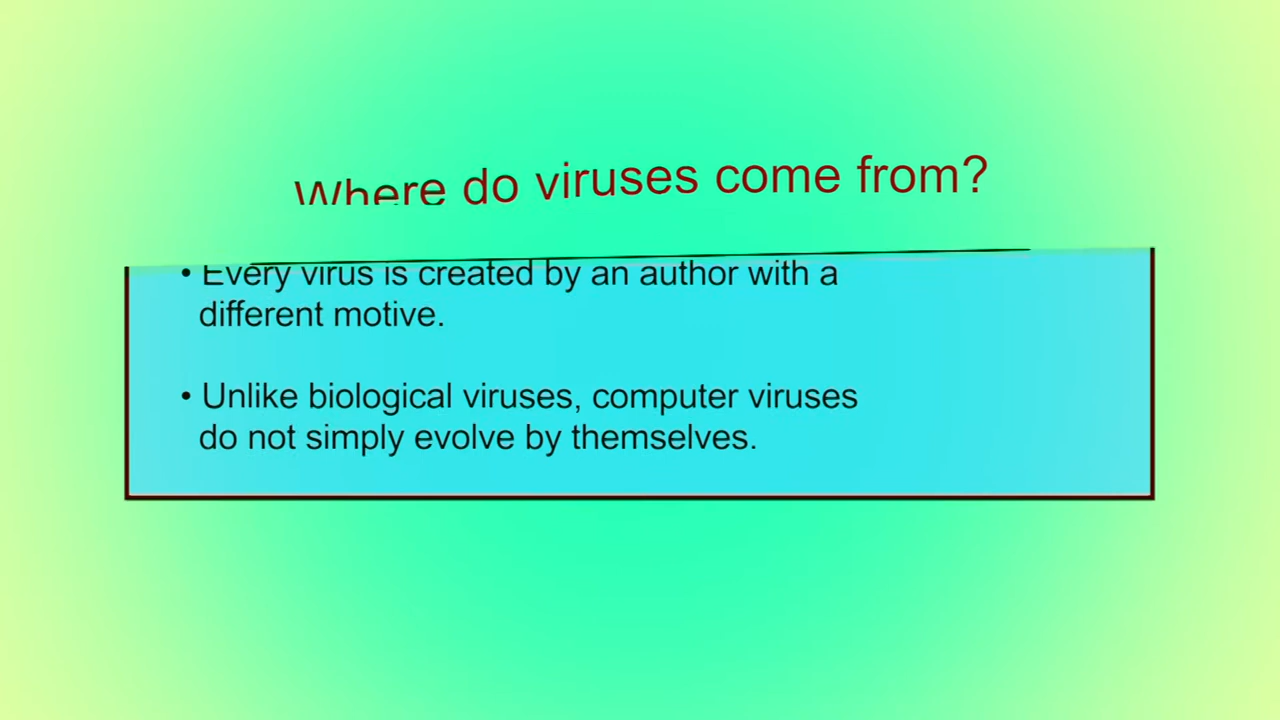 Where do viruses come from?
• Every virus is created by an author with a
different motive.
• Unlike biological viruses, computer viruses
do not simply evolve by themselves.